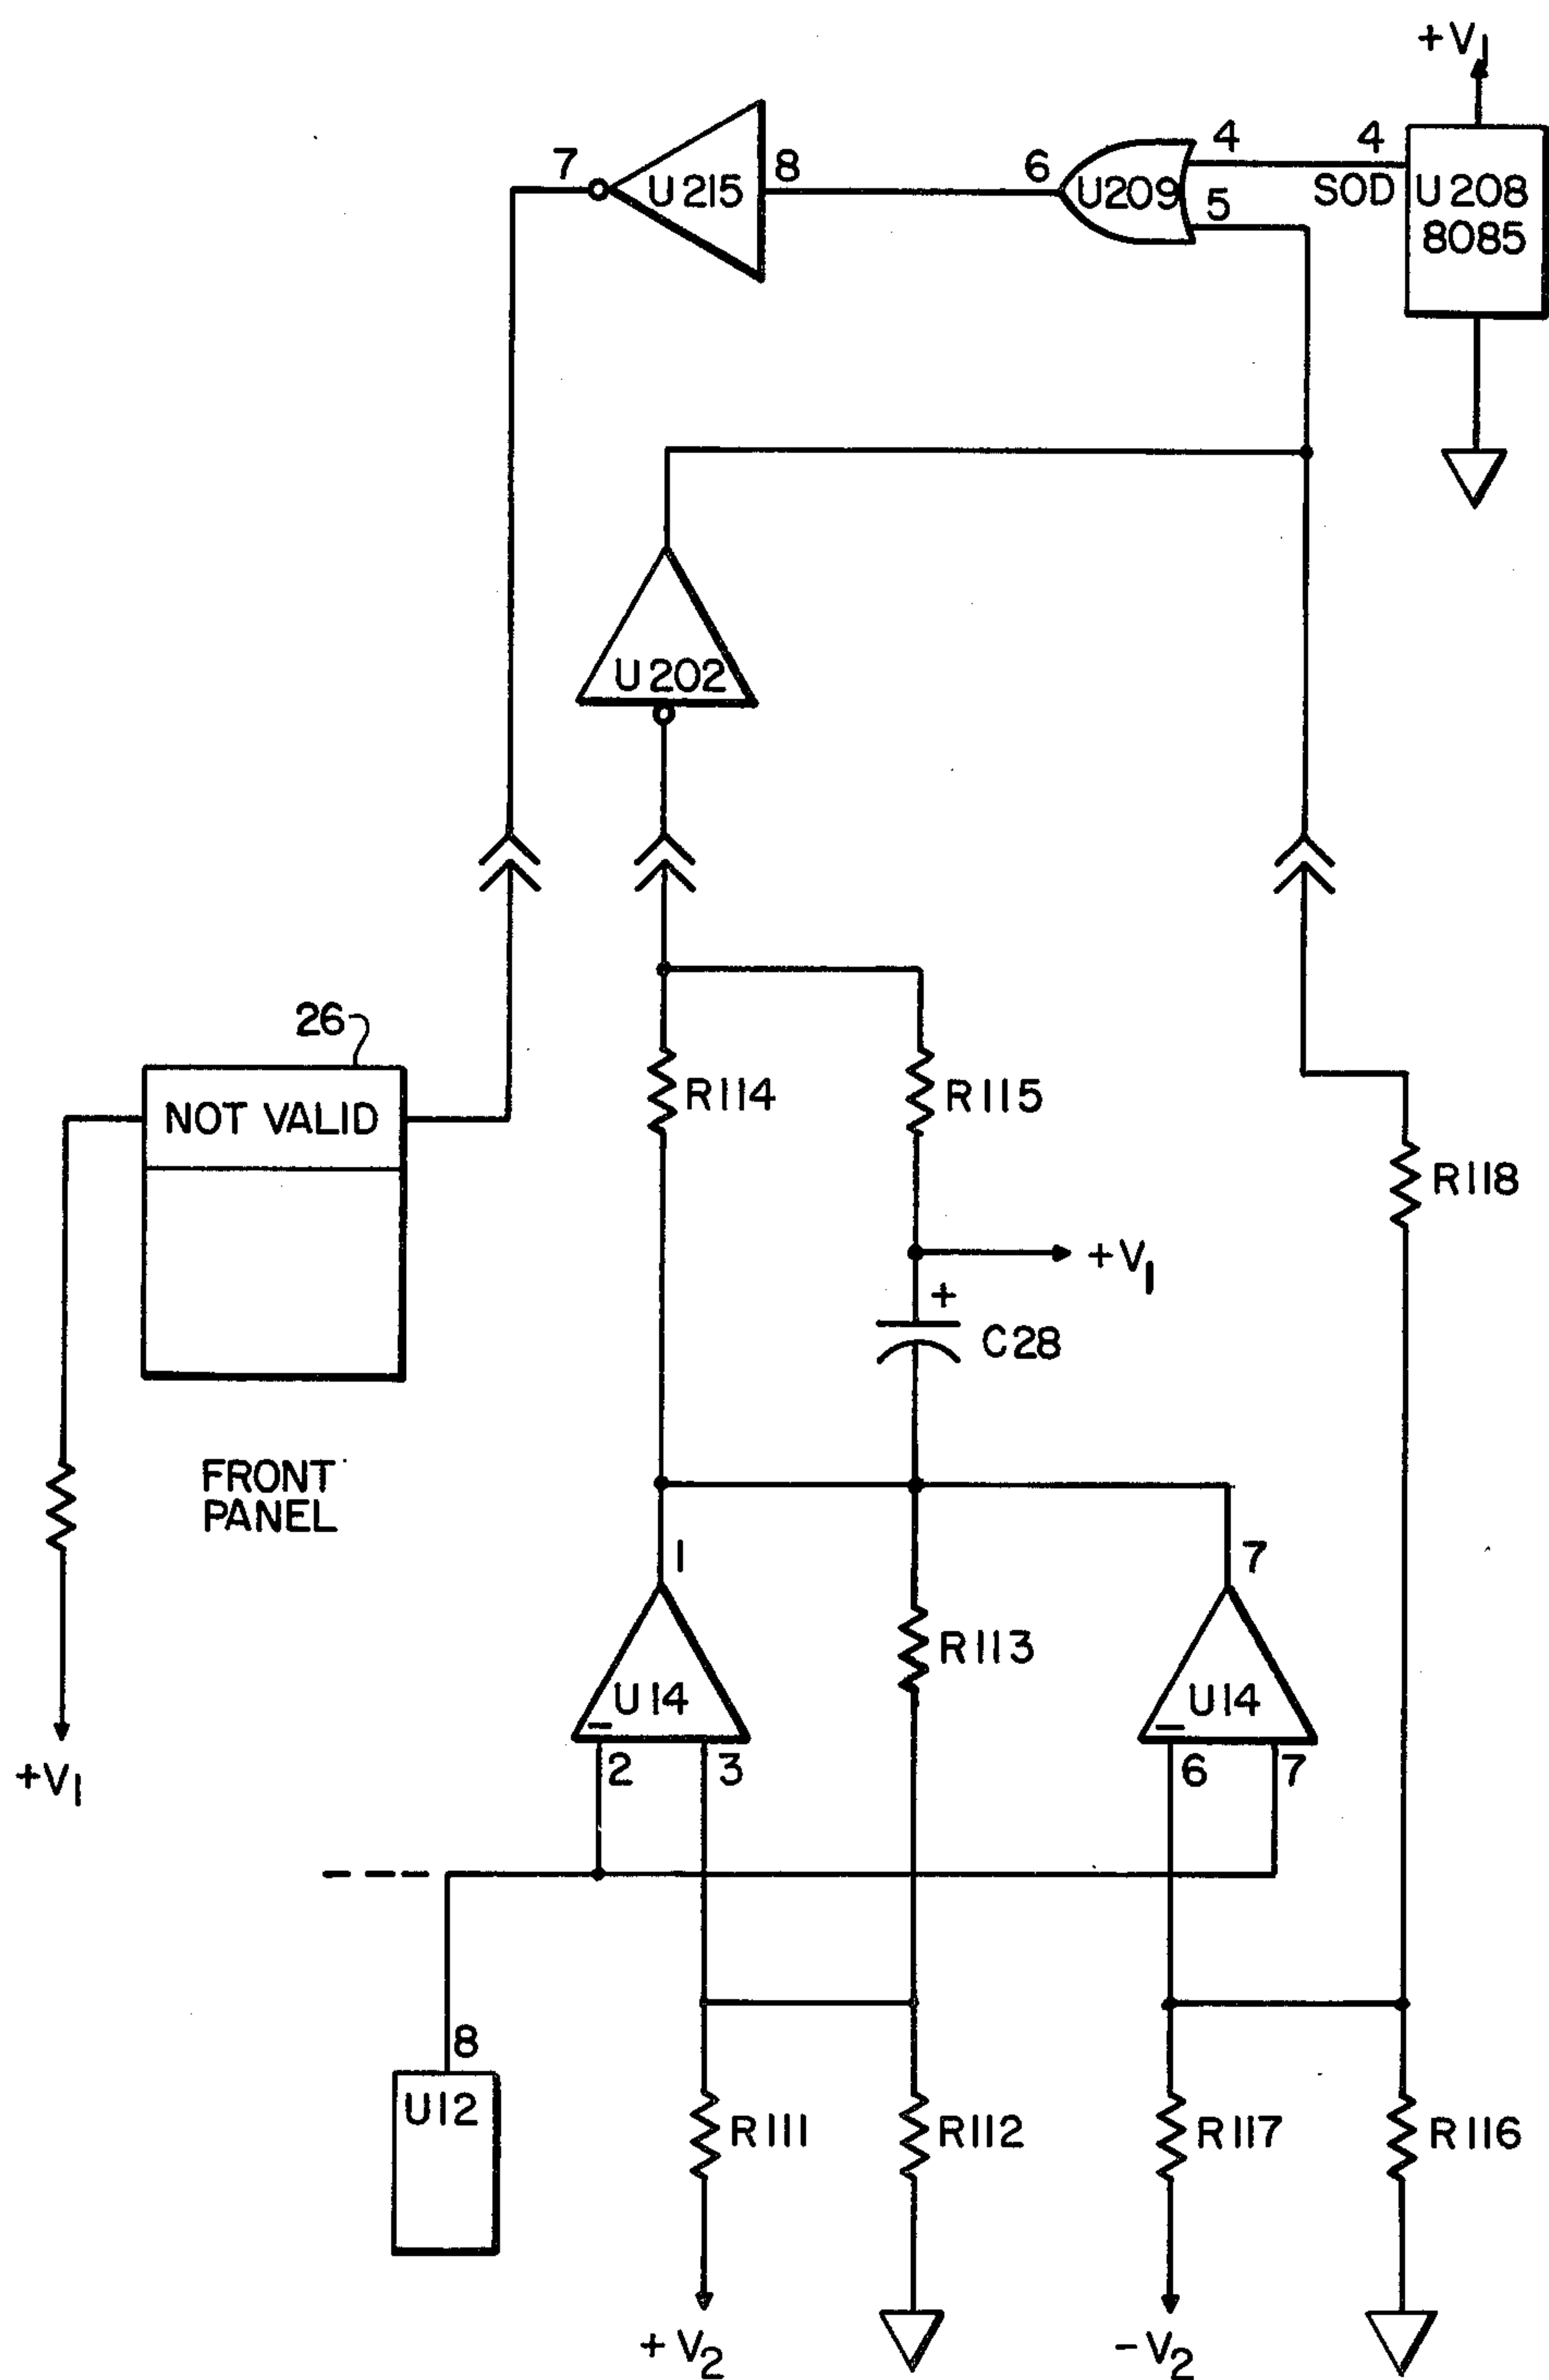 +V1
7
U215
8
6
U209
4
5
4
SOD
U208
8085
U202
26
NOT VALID
R114
R115
R118
+V1
+
C28
FRONT
PANEL
1
7
R113
U14
U14
2
3
6
7
+V1
8
U12
R111
R112
R117
R116
+V2
-V2